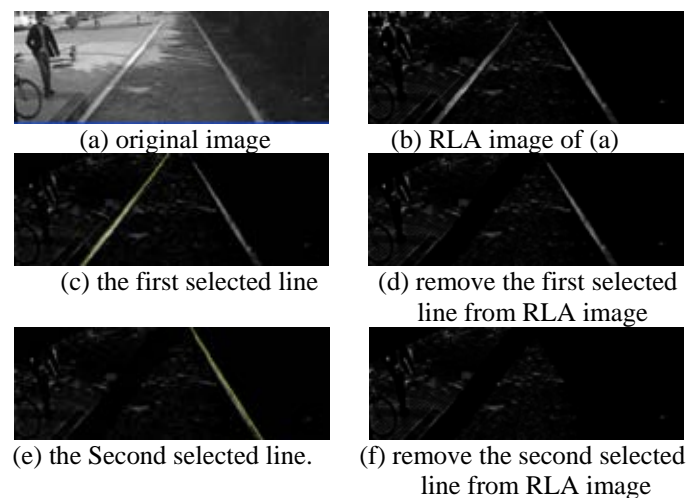 (a) original image
(b) RLA image of (a)
(c) the first selected line
(d) remove the first selected
line from RLA image
(e) the Second selected line.
(f) remove the second selected
line from RLA image